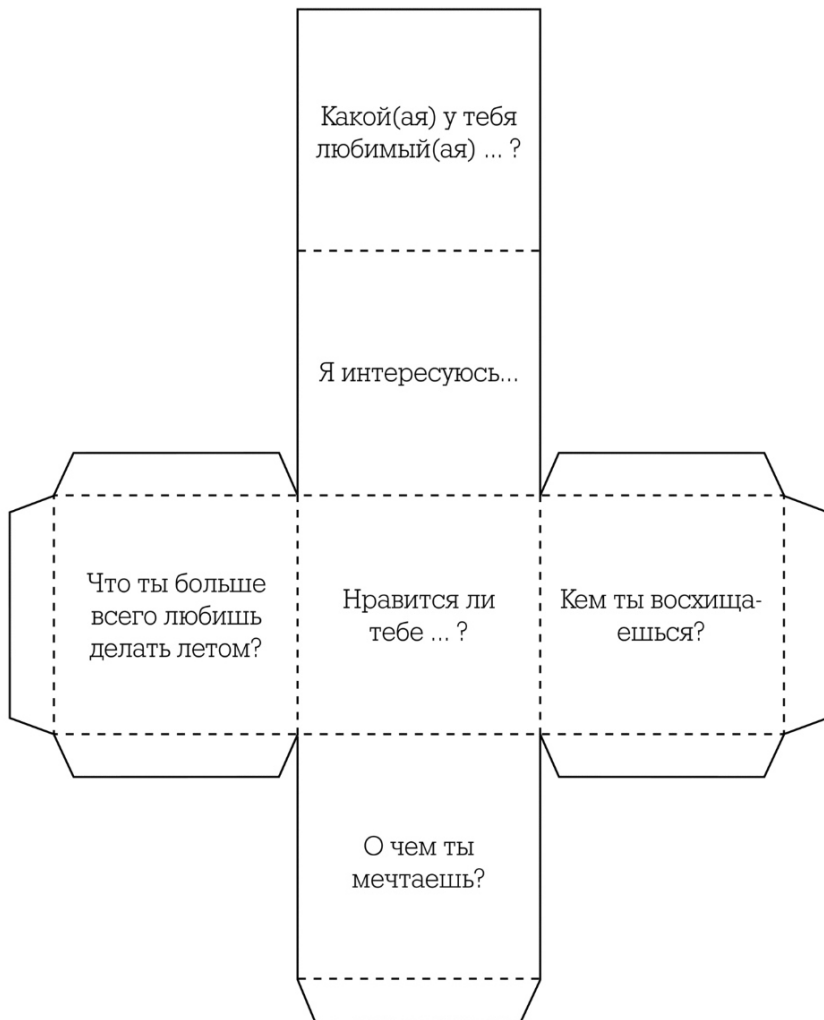 Какой(ая) у тебя
любимый(ая) ... ?
Я интересуюсь...
Что ты больше
всего любишь
делать летом?
Нравится ли
тебе ... ?
Кем ты восхища-
ешься?
О чем ты
мечтаешь?